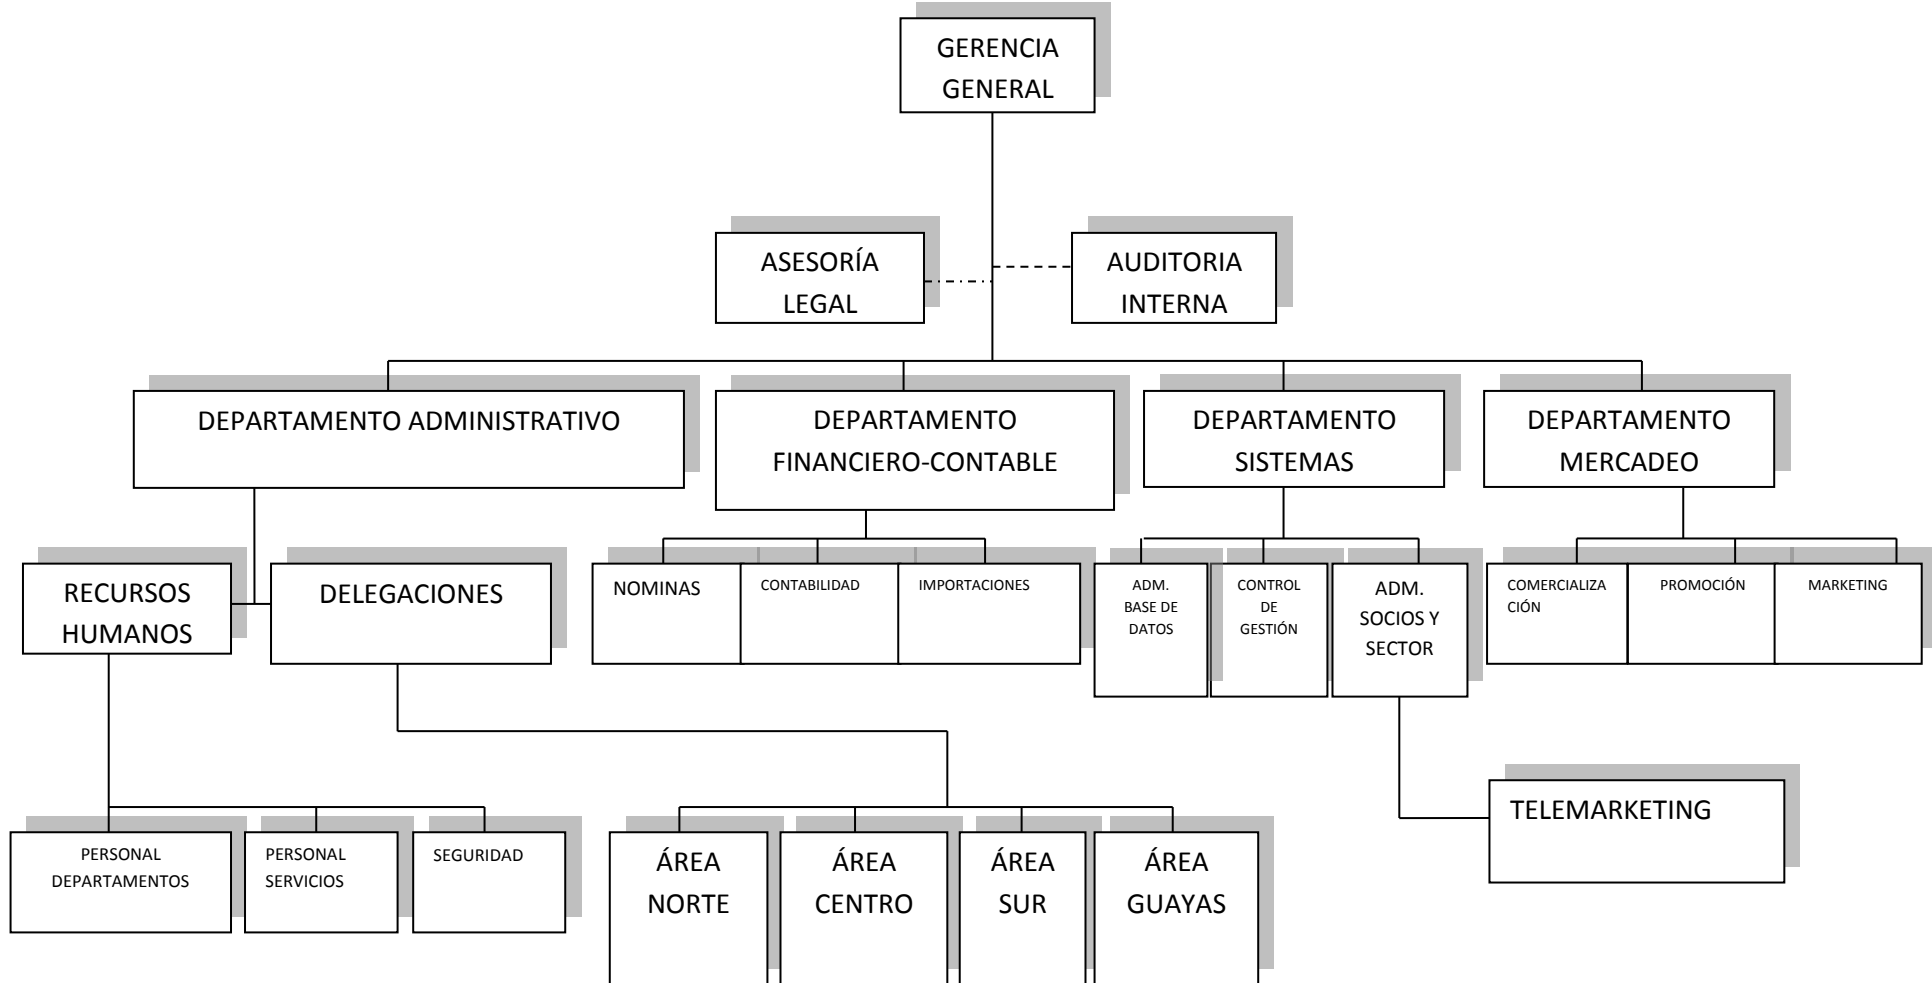 GERENCIA
GENERAL
ASESORÍA
LEGAL
AUDITORIA
INTERNA
DEPARTAMENTO ADMINISTRATIVO
DEPARTAMENTO
FINANCIERO-CONTABLE
DEPARTAMENTO
SISTEMAS
DEPARTAMENTO
MERCADEO
RECURSOS
HUMANOS
DELEGACIONES
NOMINAS
CONTABILIDAD
IMPORTACIONES
ADM.
BASE DE
DATOS
CONTROL
DE
GESTIÓN
ADM.
SOCIOS Y
SECTOR
COMERCIALIZA
CIÓN
PROMOCIÓN
MARKETING
TELEMARKETING
PERSONAL
DEPARTAMENTOS
PERSONAL
SERVICIOS
SEGURIDAD
ÁREA
NORTE
ÁREA
CENTRO
ÁREA
SUR
ÁREA
GUAYAS